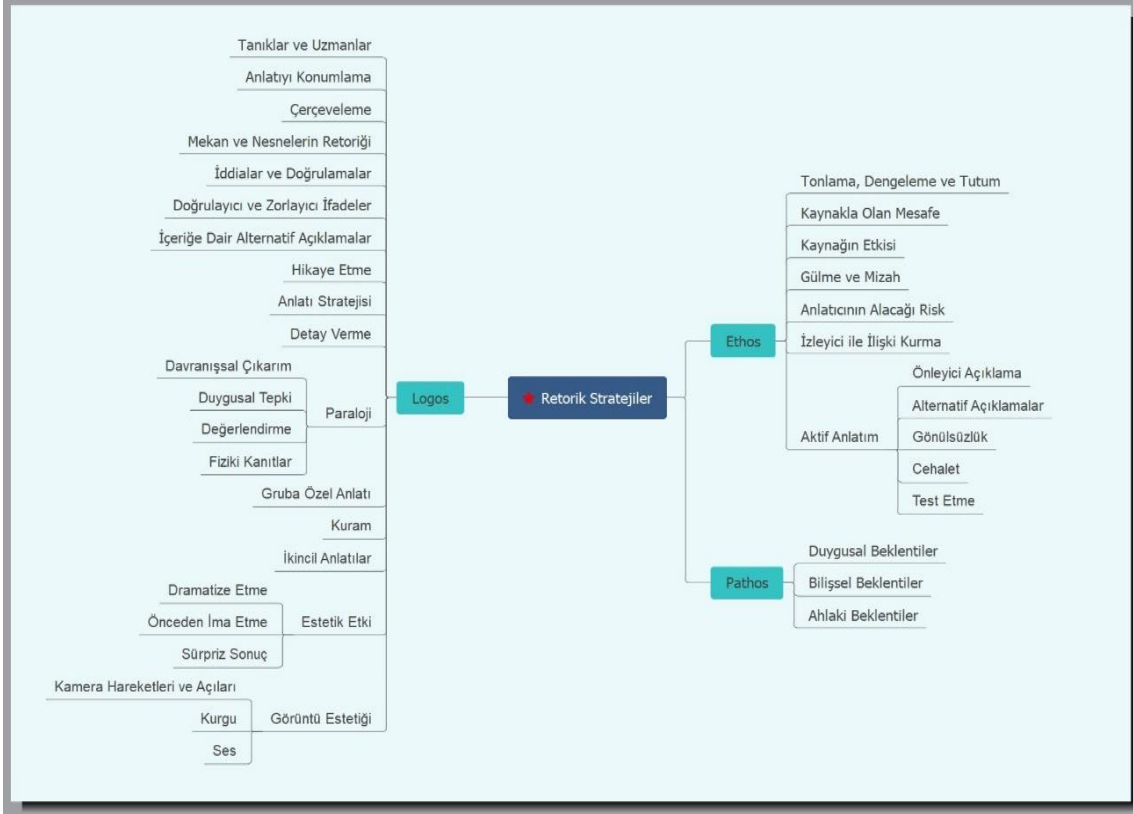 Tanıklar ve Uzmanlar
Anlatıyı Konumlama
Çerçeveleme
Mekan ve Nesnelerin Retoriği
İddialar ve Doğrulamalar
Doğrulayıcı ve Zorlayıcı İfadeler
İçeriğe Dair Alternatif Açıklamalar
Hikaye Etme
Anlatı Stratejisi
Detay Verme
Davranışsal Çıkarım
Duygusal Tepki
Değerlendirme
Fiziki Kanıtlar
Paraloji
Gruba Özel Anlatı
Kuram
İkincil Anlatılar
Dramatize Etme
Önceden İma Etme
Sürpriz Sonuç
Estetik Etki
Kamera Hareketleri ve Açıları
Kurgu
Ses
Görüntü Estetiği
Logos
Retorik Stratejiler
Ethos
Tonlama, Dengeleme ve Tutum
Kaynakla Olan Mesafe
Kaynağın Etkisi
Gülme ve Mizah
Anlatıcının Alacağı Risk
İzleyici ile İlişki Kurma
Aktif Anlatım
Önleyici Açıklama
Alternatif Açıklamalar
Gönülsüzlük
Cehalet
Test Etme
Pathos
Duygusal Beklentiler
Bilişsel Beklentiler
Ahlaki Beklentiler